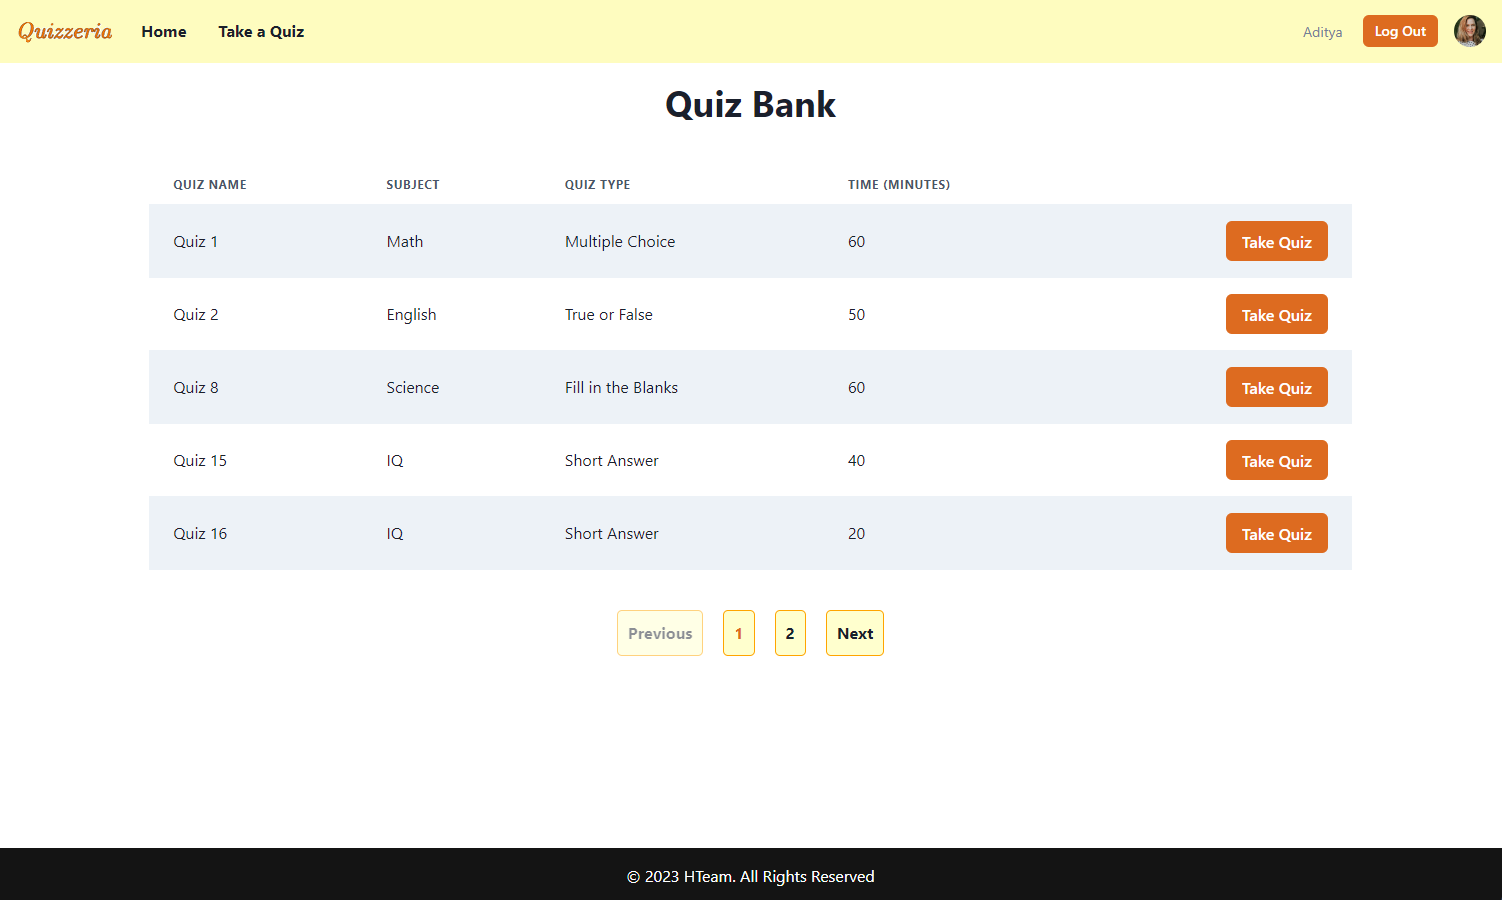 Quizzeria Home Take a Quiz Aditya Log Out
Quiz Bank
QUIZ NAME SUBJECT QUIZ TYPE TIME (MINUTES)
Quiz 1 Math Multiple Choice 60 Take Quiz
Quiz 2 English True or False 50 Take Quiz
Quiz 8 Science Fill in the Blanks 60 Take Quiz
Quiz 15 IQ Short Answer 40 Take Quiz
Quiz 16 IQ Short Answer 20 Take Quiz
Previous 1 2 Next
© 2023 HTeam. All Rights Reserved